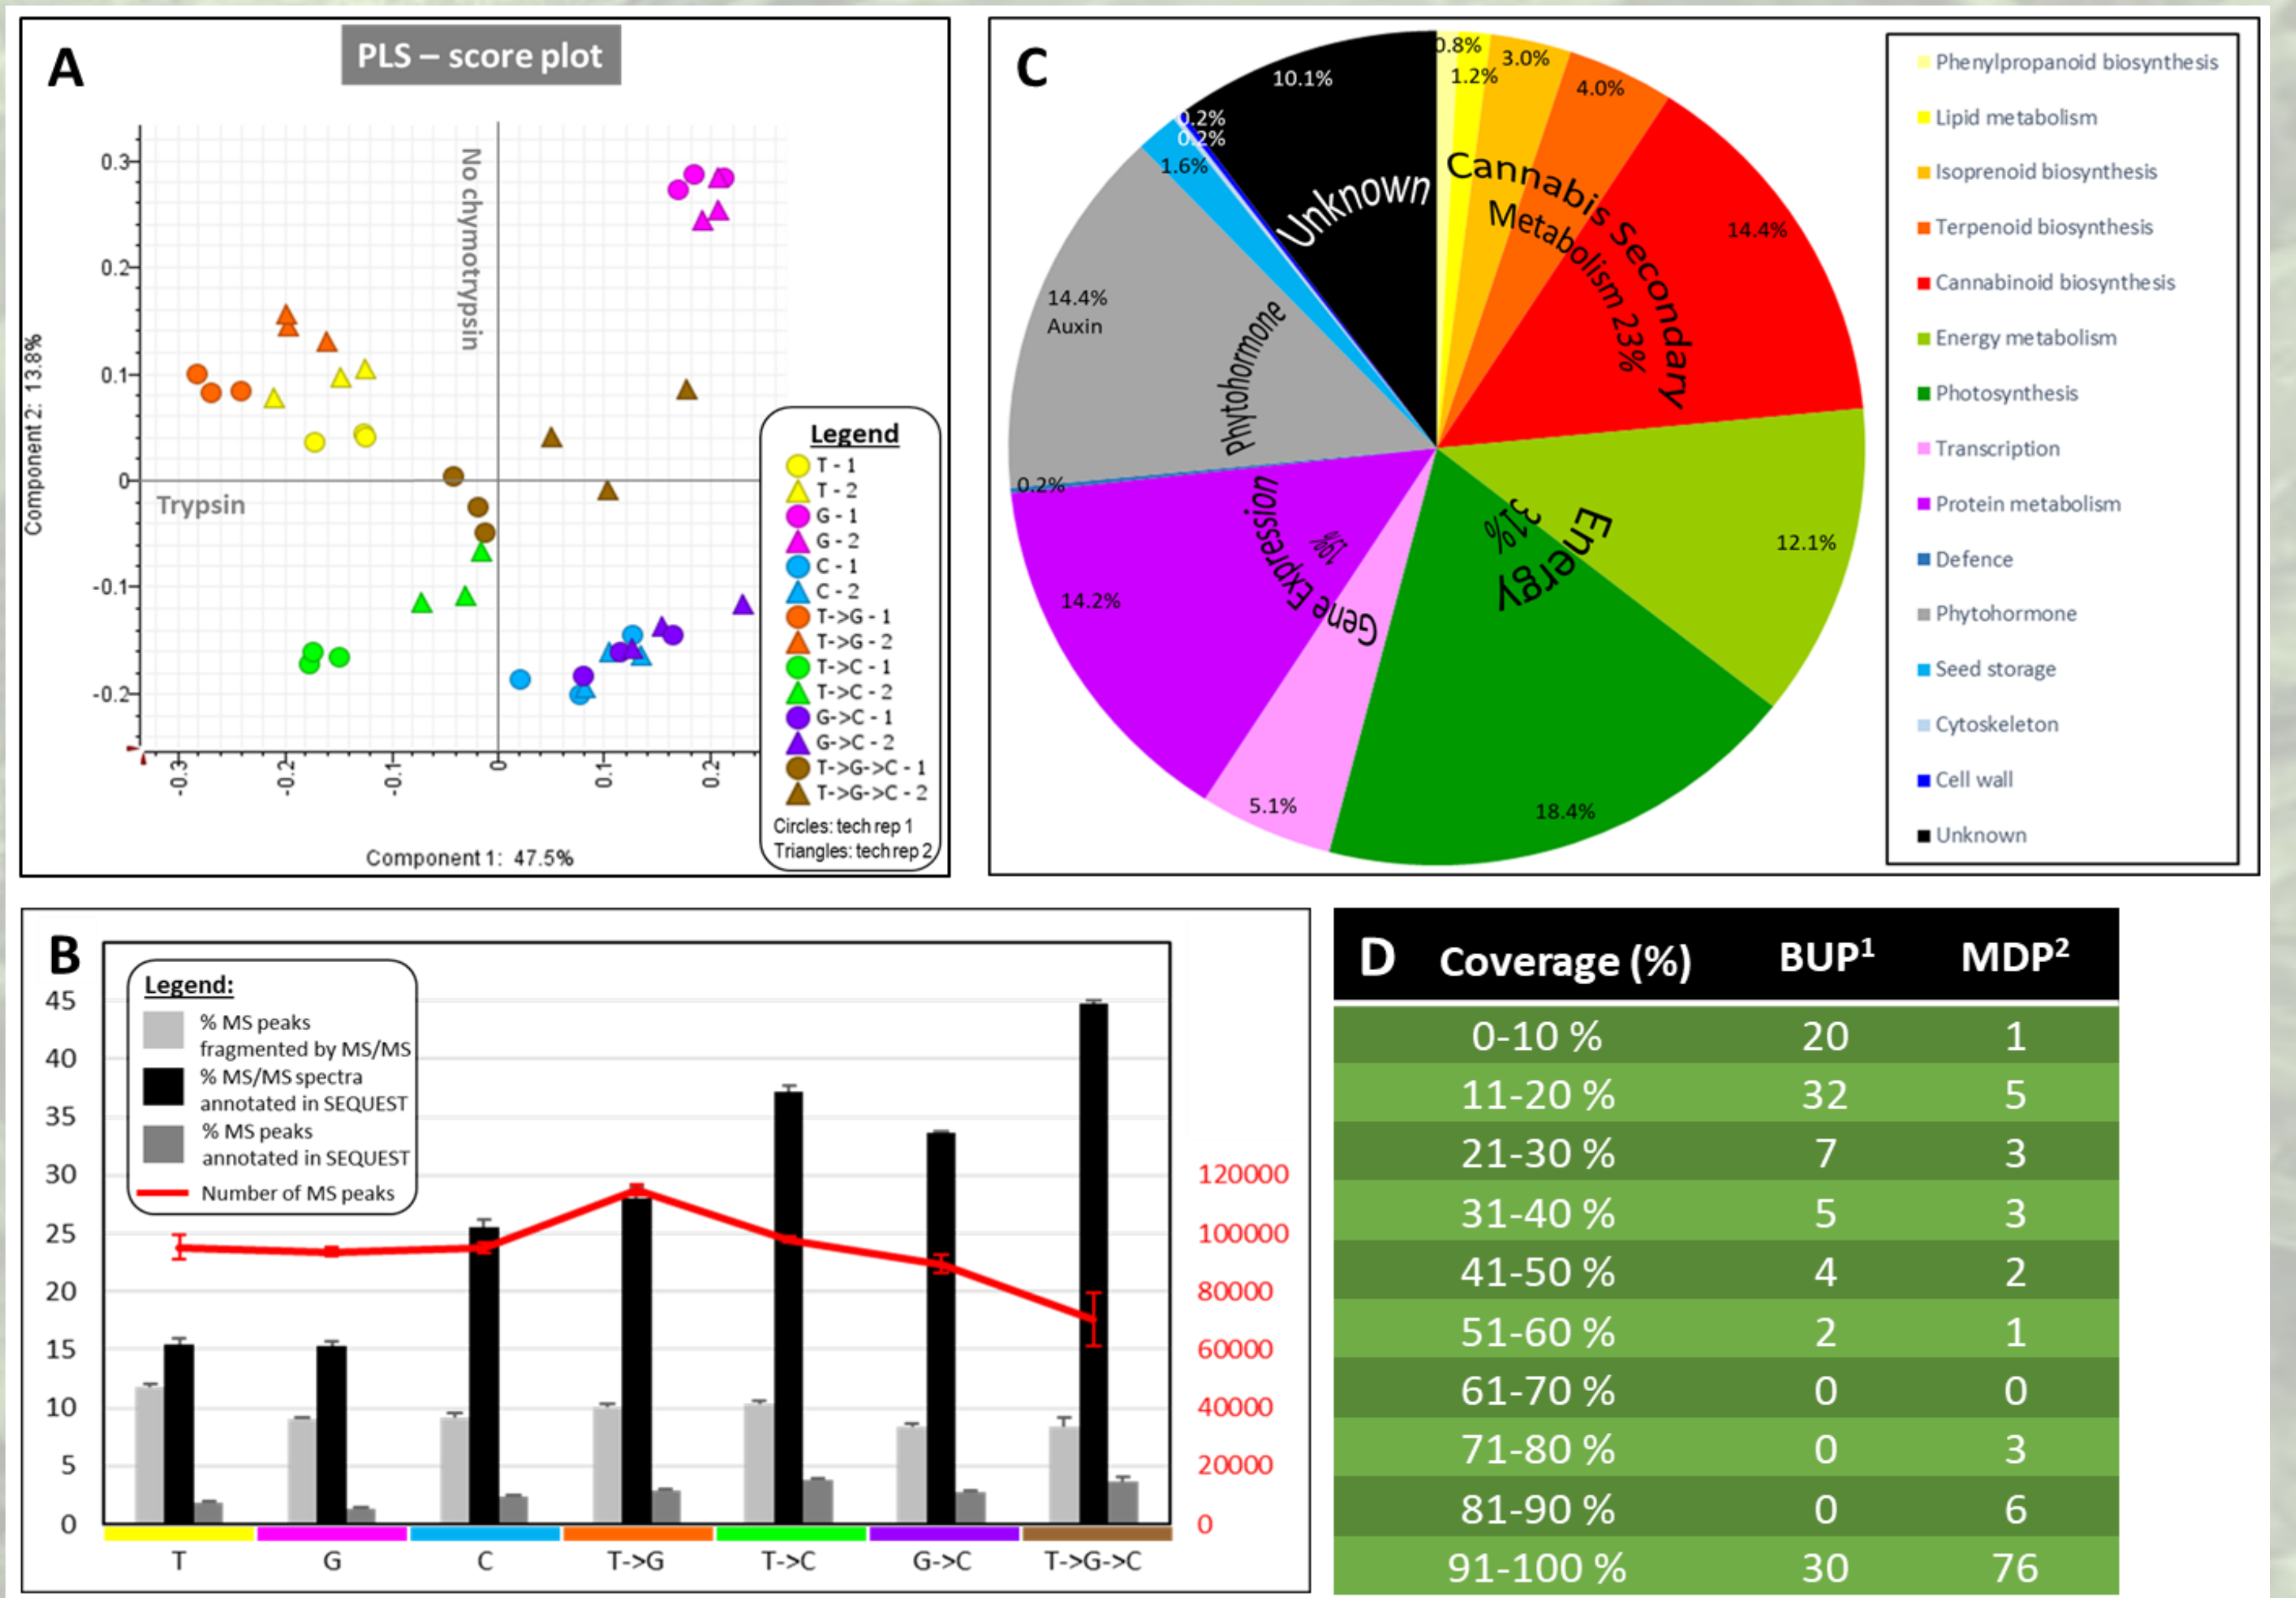 A
PLS – score plot
No chymotrypsin
Trypsin
Component 2: 13.8%
0.3
0.2
0.1
0
-0.1
-0.2
-0.3
-0.2
-0.1
0
0.1
0.2
Component 1: 47.5%
Legend
T - 1
T - 2
G - 1
G - 2
C - 1
C - 2
T->G - 1
T->G - 2
T->C - 1
T->C - 2
G->C - 1
G->C - 2
T->G->C - 1
T->G->C - 2
Circles: tech rep 1
Triangles: tech rep 2
C
0.8%
1.2%
3.0%
4.0%
14.4%
12.1%
18.4%
5.1%
14.2%
0.2%
14.4%
Auxin
1.6%
0.2%
0.2%
10.1%
Cannabis Secondary
Metabolism 23%
Energy
31%
Gene Expression
19%
Phytohormone
Unknown
Phenylpropanoid biosynthesis
Lipid metabolism
Isoprenoid biosynthesis
Terpenoid biosynthesis
Cannabinoid biosynthesis
Energy metabolism
Photosynthesis
Transcription
Protein metabolism
Defence
Phytohormone
Seed storage
Cytoskeleton
Cell wall
Unknown
B
Legend:
% MS peaks
fragmented by MS/MS
% MS/MS spectra
annotated in SEQUEST
% MS peaks
annotated in SEQUEST
Number of MS peaks
45
40
35
30
25
20
15
10
5
0
120000
100000
80000
60000
40000
20000
0
T G C T->G T->C G->C T->G->C
D Coverage (%) BUP¹ MDP²
0-10 % 20 1
11-20 % 32 5
21-30 % 7 3
31-40 % 5 3
41-50 % 4 2
51-60 % 2 1
61-70 % 0 0
71-80 % 0 3
81-90 % 0 6
91-100 % 30 76